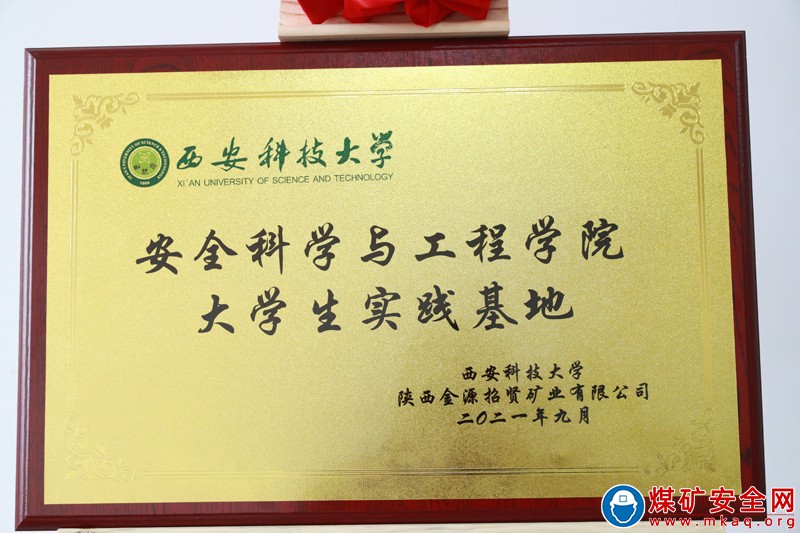 西安科技大学
XI'AN UNIVERSITY OF SCIENCE AND TECHNOLOGY
安全科学与工程学院
大学生实践基地
西安科技大学
陕西金源招贤矿业有限公司
二〇二一年九月
煤矿安全网
www.mkaq.org